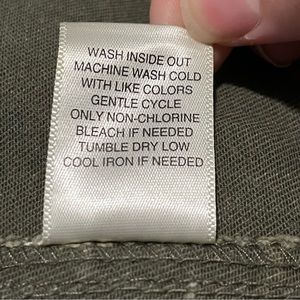 WASH INSIDE OUT
MACHINE WASH COLD
WITH LIKE COLORS
GENTLE CYCLE
ONLY NON-CHLORINE
BLEACH IF NEEDED
TUMBLE DRY LOW
COOL IRON IF NEEDED